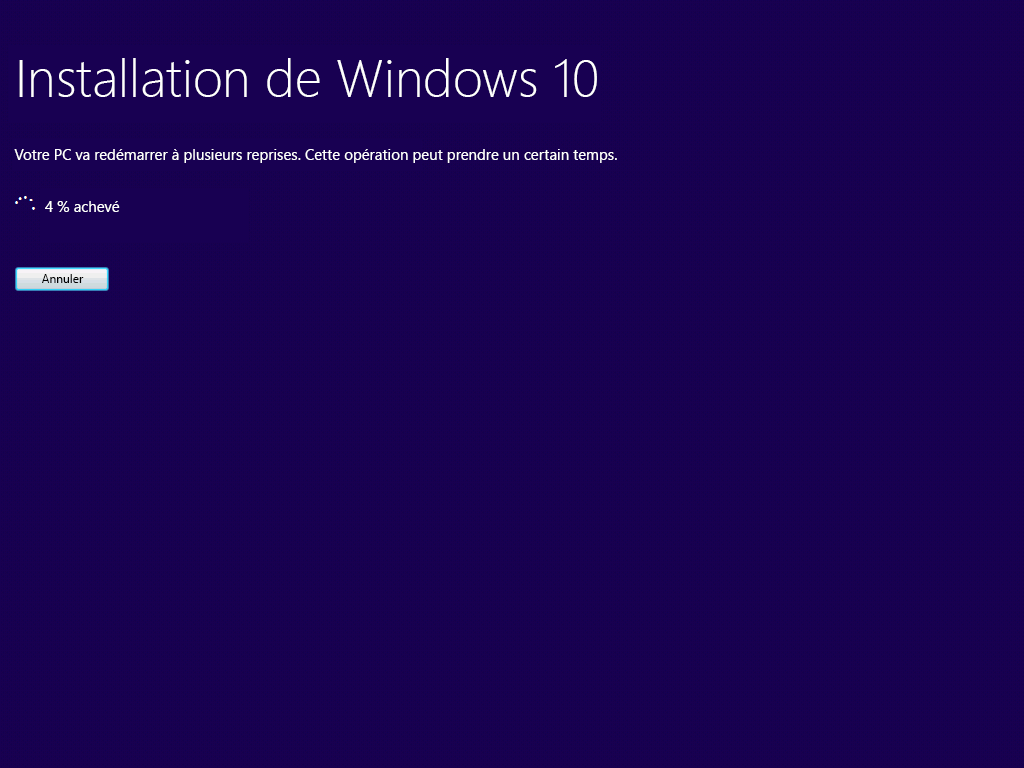 Installation de Windows 10
Votre PC va redémarrer à plusieurs reprises. Cette opération peut prendre un certain temps.
4 % achevé
Annuler